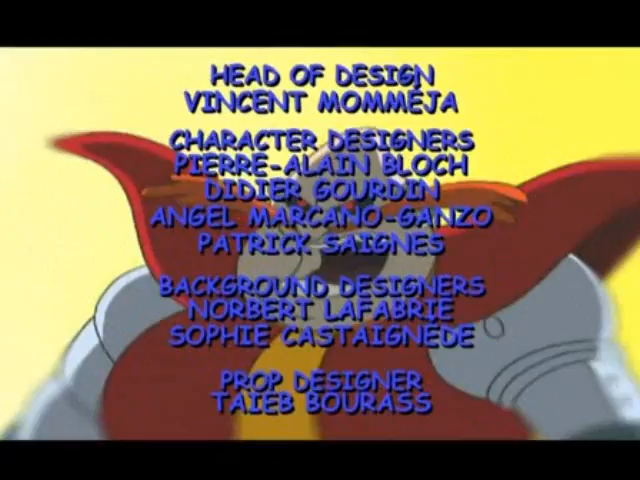 HEAD OF DESIGN
VINCENT MOMMÉJA
CHARACTER DESIGNERS
PIERRE-ALAIN BLOCH
DIDIER GOURDIN
ANGEL MARCANO-GANZO
PATRICK SAIGNES
BACKGROUND DESIGNERS
NORBERT LAFABRIE
SOPHIE CASTAIGNÈDE
PROP DESIGNER
TAIEB BOURASS